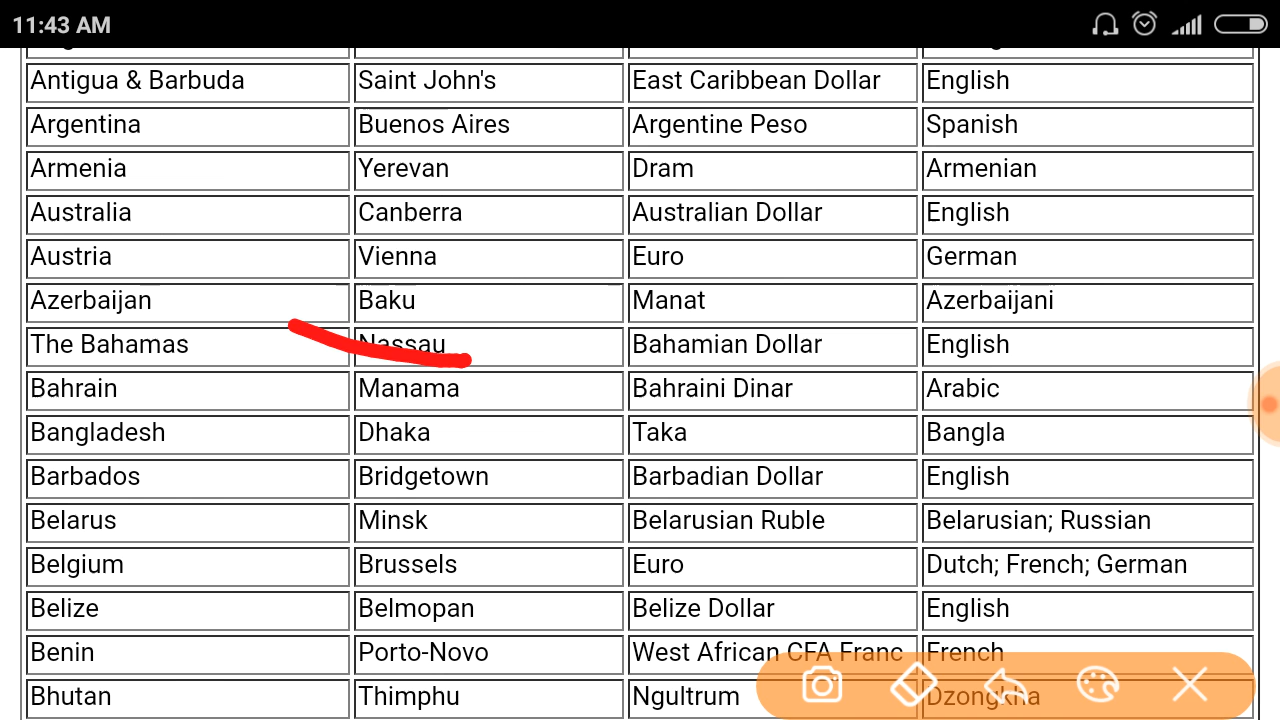 11:43 AM
Antigua & Barbuda Saint John's East Caribbean Dollar English
Argentina Buenos Aires Argentine Peso Spanish
Armenia Yerevan Dram Armenian
Australia Canberra Australian Dollar English
Austria Vienna Euro German
Azerbaijan Baku Manat Azerbaijani
The Bahamas Nassau Bahamian Dollar English
Bahrain Manama Bahraini Dinar Arabic
Bangladesh Dhaka Taka Bangla
Barbados Bridgetown Barbadian Dollar English
Belarus Minsk Belarusian Ruble Belarusian; Russian
Belgium Brussels Euro Dutch; French; German
Belize Belmopan Belize Dollar English
Benin Porto-Novo West African CFA Franc French
Bhutan Thimphu Ngultrum Dzongkha